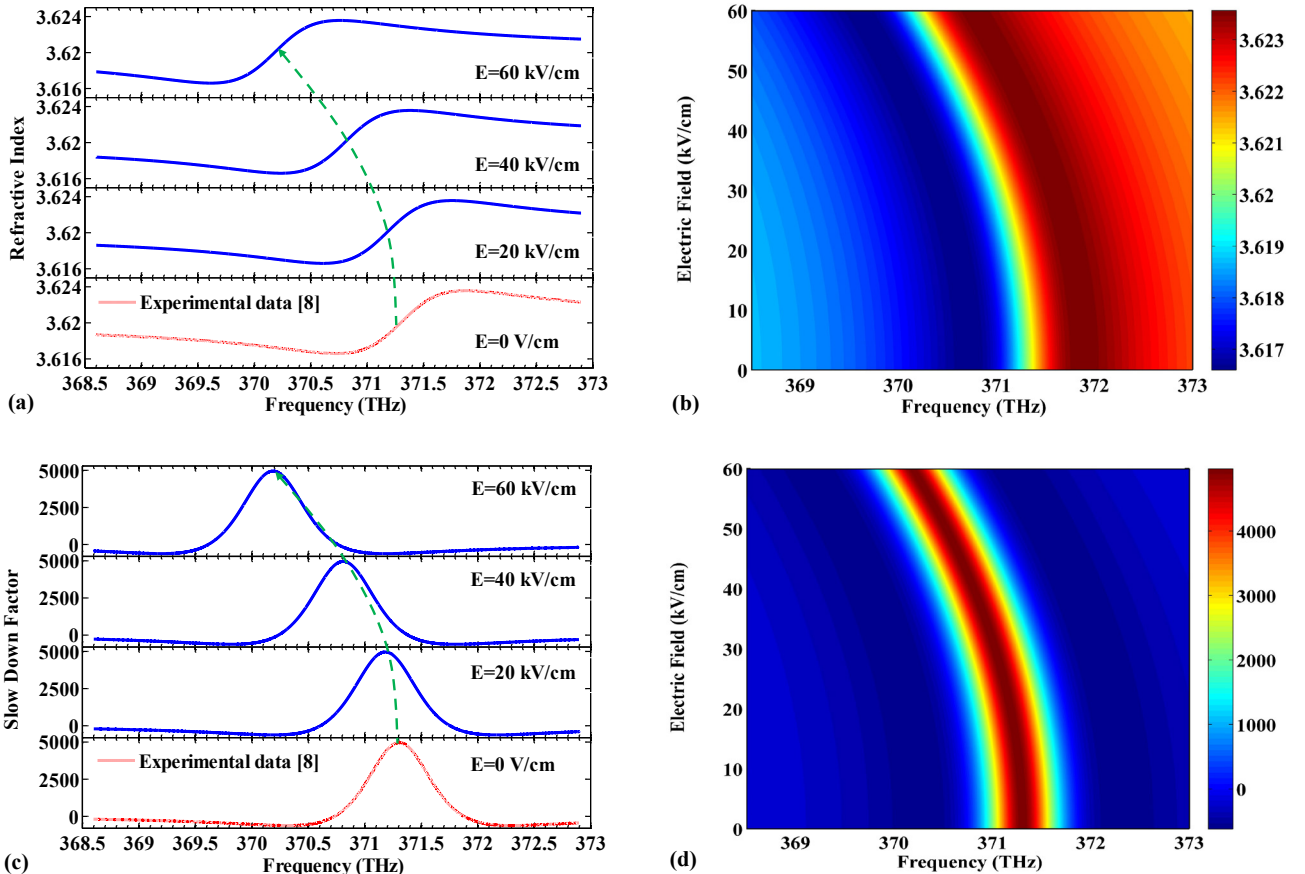 3.624
3.62
3.616
E=60 kV/cm
3.624
3.62
3.616
E=40 kV/cm
3.624
3.62
3.616
E=20 kV/cm
3.624
3.62
3.616
Experimental data [8]
E=0 V/cm
Refractive Index
368.5 369 369.5 370 370.5 371 371.5 372 372.5 373
Frequency (THz)
(a)
60
50
40
30
20
10
0
Electric Field (kV/cm)
369 370 371 372 373
Frequency (THz)
3.623
3.622
3.621
3.62
3.619
3.618
3.617
(b)
5000
2500
0
E=60 kV/cm
5000
2500
0
E=40 kV/cm
5000
2500
0
E=20 kV/cm
5000
2500
0
Experimental data [8]
E=0 V/cm
Slow Down Factor
368.5 369 369.5 370 370.5 371 371.5 372 372.5 373
Frequency (THz)
(c)
60
50
40
30
20
10
0
Electric Field (kV/cm)
369 370 371 372 373
Frequency (THz)
4000
3000
2000
1000
0
(d)